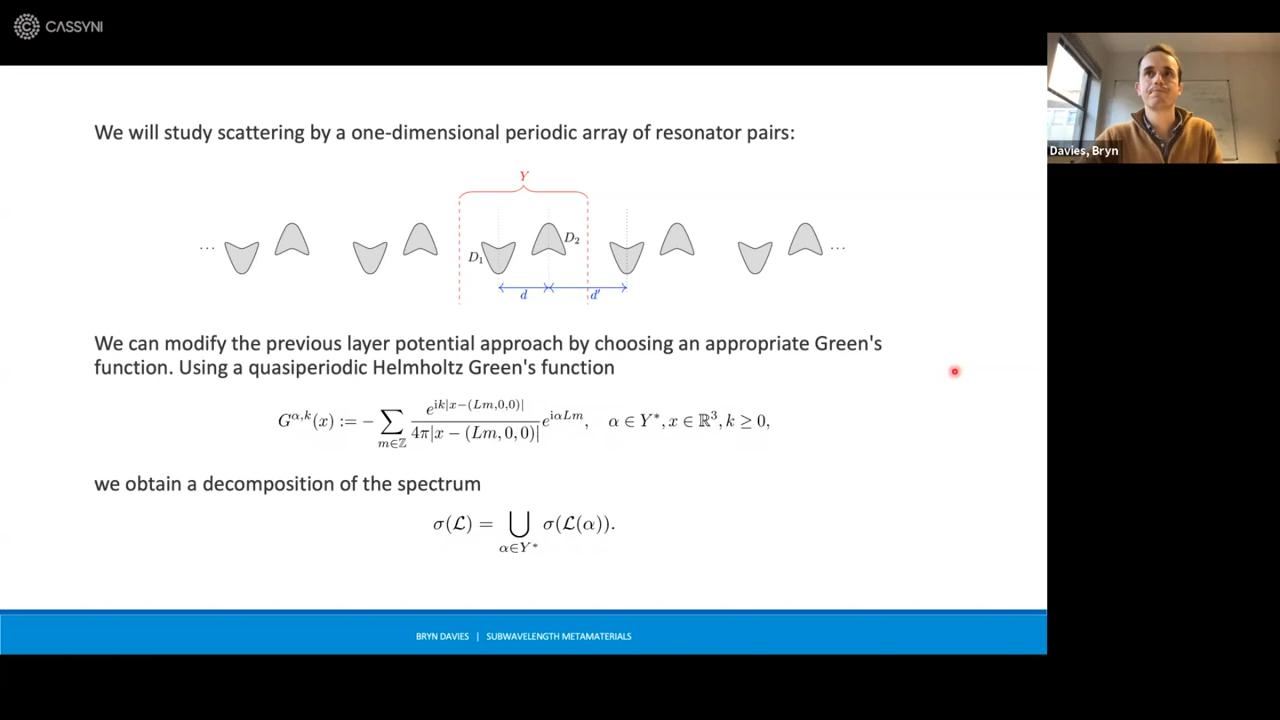 CASSYNI
Davies, Bryn
We will study scattering by a one-dimensional periodic array of resonator pairs:
Y
...
D₁
D₂
...
d
d′
We can modify the previous layer potential approach by choosing an appropriate Green's
function. Using a quasiperiodic Helmholtz Green's function
G^{α,k}(x) := − ∑_{m∈ℤ} e^{ik|x−(Lm,0,0)|} / 4π|x − (Lm, 0, 0)| e^{iαLm},   α ∈ Y*, x ∈ ℝ³, k ≥ 0,
we obtain a decomposition of the spectrum
σ(ℒ) = ⋃_{α∈Y*} σ(ℒ(α)).
BRYN DAVIES | SUBWAVELENGTH METAMATERIALS